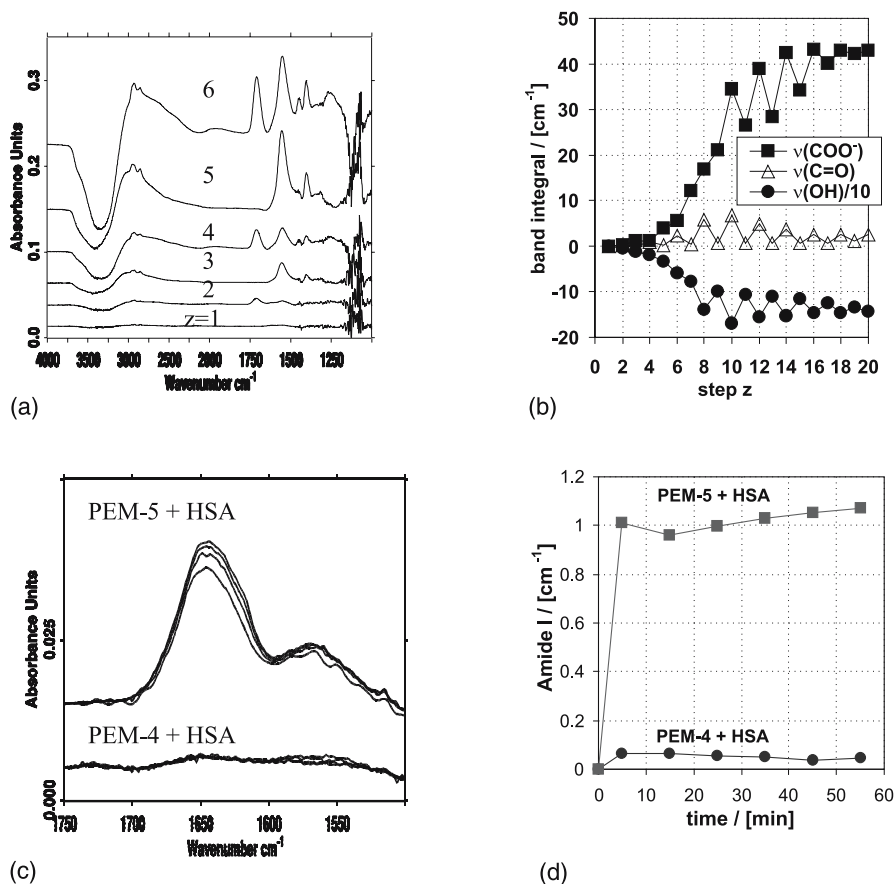 Absorbance Units
0.3
0.2
0.1
0.0
6
5
4
3
2
z=1
4000 3500 3000 2500 2000 1750 1500 1250
Wavenumber cm⁻¹
(a)
band integral / [cm⁻¹]
50
40
30
20
10
0
-10
-20
ν(COO⁻)
ν(C=O)
ν(OH)/10
0 2 4 6 8 10 12 14 16 18 20
step z
(b)
Absorbance Units
0.025
0.000
PEM-5 + HSA
PEM-4 + HSA
1750 1700 1650 1600 1550
Wavenumber cm⁻¹
(c)
Amide I / [cm⁻¹]
1.2
1
0.8
0.6
0.4
0.2
0
PEM-5 + HSA
PEM-4 + HSA
0 10 20 30 40 50 60
time / [min]
(d)